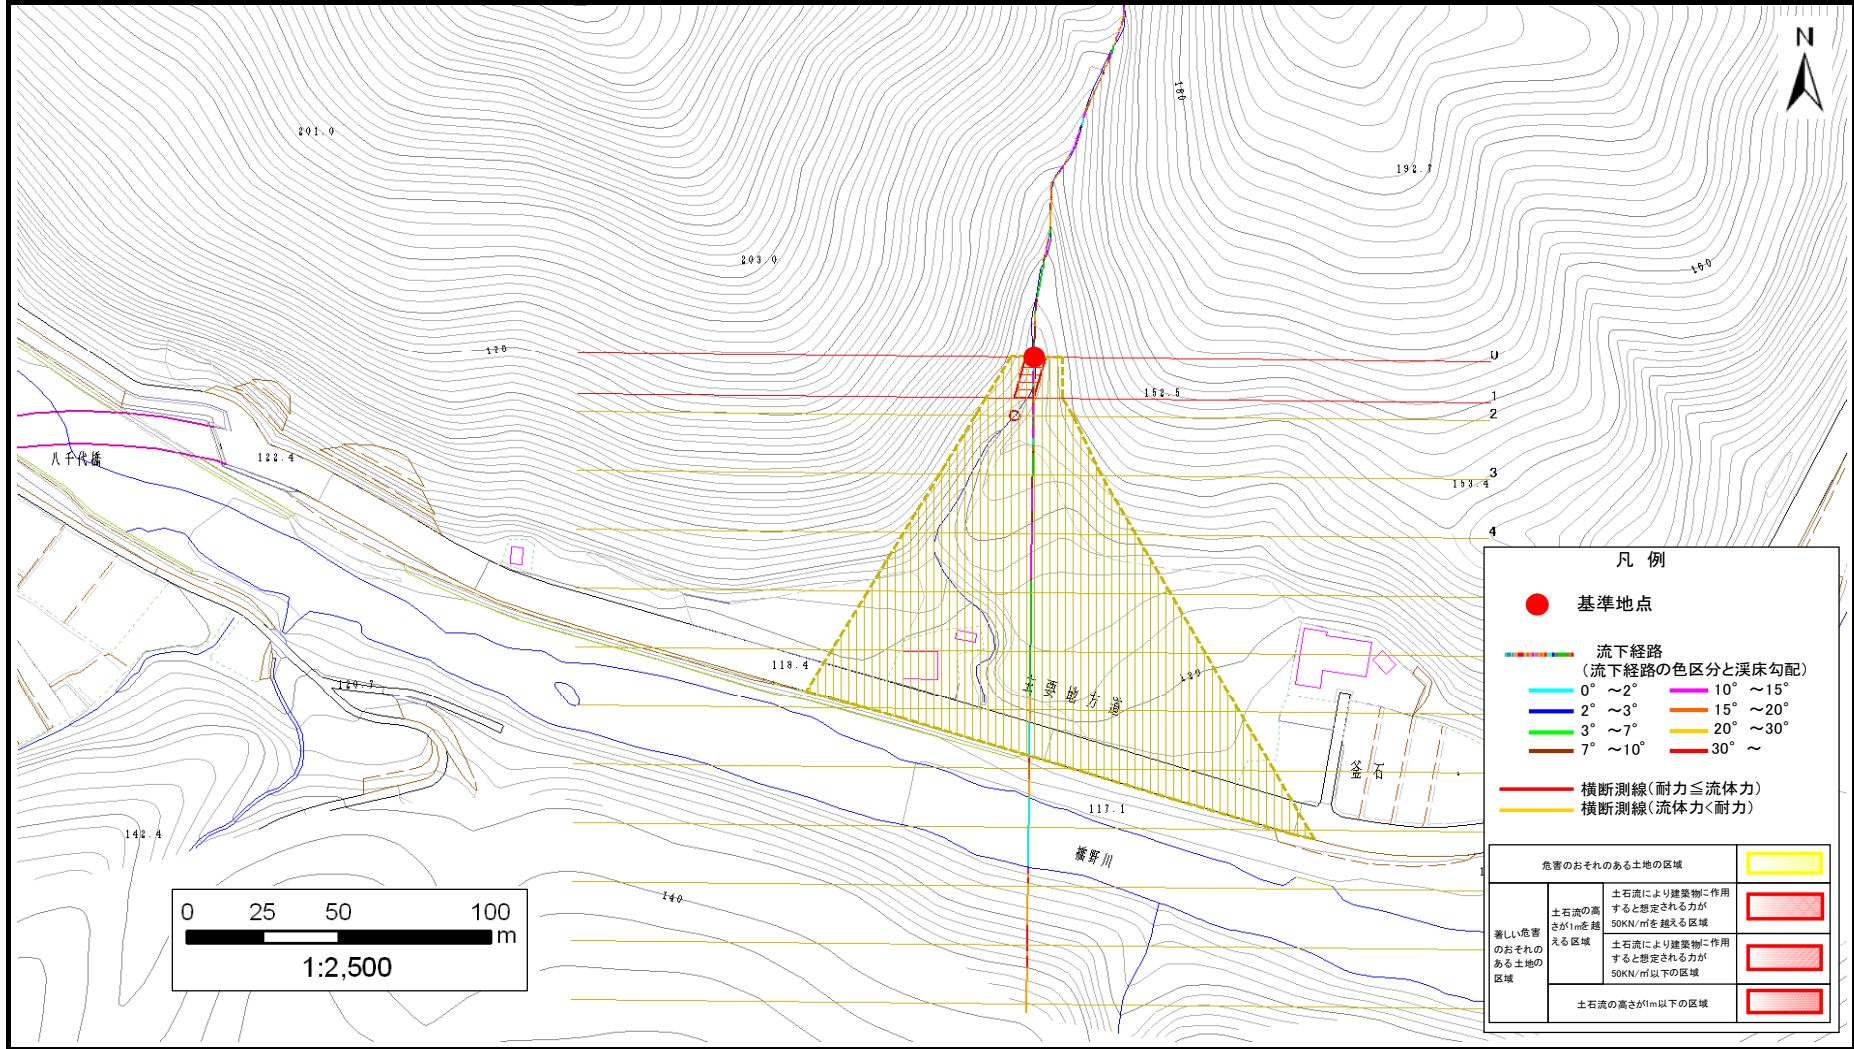 N
180
201.0
192.7
203.0
160
170
0
152.5
1
2
八千代橋
122.4
3
153.4
4
凡 例
基準地点
流下経路
(流下経路の色区分と渓床勾配)
0° ～2° 10° ～15°
2° ～3° 15° ～20°
3° ～7° 20° ～30°
7° ～10° 30° ～
横断測線(耐力≦流体力)
横断測線(流体力<耐力)
118.4
120
120.7
主要地方道
釜石
117.1
142.4
橋野川
140
危害のおそれのある土地の区域
著しい危害
のおそれの
ある土地の
区域
土石流の高
さが1mを越
える区域
土石流により建築物に作用
すると想定される力が
50KN/㎡を越える区域
土石流により建築物に作用
すると想定される力が
50KN/㎡以下の区域
土石流の高さが1m以下の区域
0 25 50 100
m
1:2,500